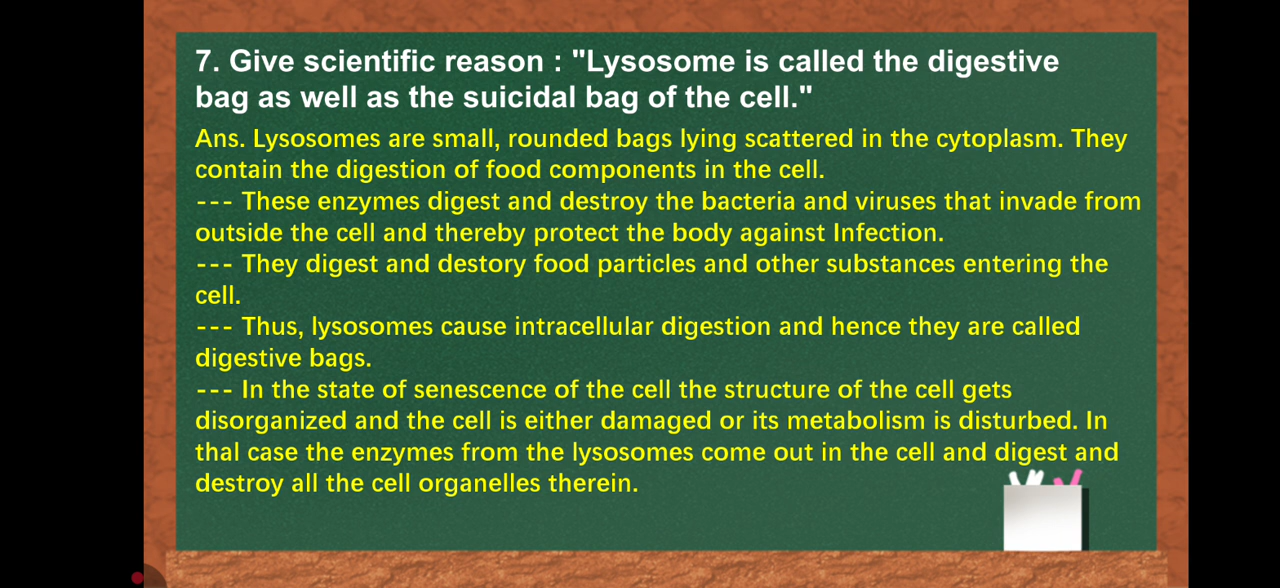 7. Give scientific reason : "Lysosome is called the digestive
bag as well as the suicidal bag of the cell."
Ans. Lysosomes are small, rounded bags lying scattered in the cytoplasm. They
contain the digestion of food components in the cell.
--- These enzymes digest and destroy the bacteria and viruses that invade from
outside the cell and thereby protect the body against Infection.
--- They digest and destory food particles and other substances entering the
cell.
--- Thus, lysosomes cause intracellular digestion and hence they are called
digestive bags.
--- In the state of senescence of the cell the structure of the cell gets
disorganized and the cell is either damaged or its metabolism is disturbed. In
thal case the enzymes from the lysosomes come out in the cell and digest and
destroy all the cell organelles therein.